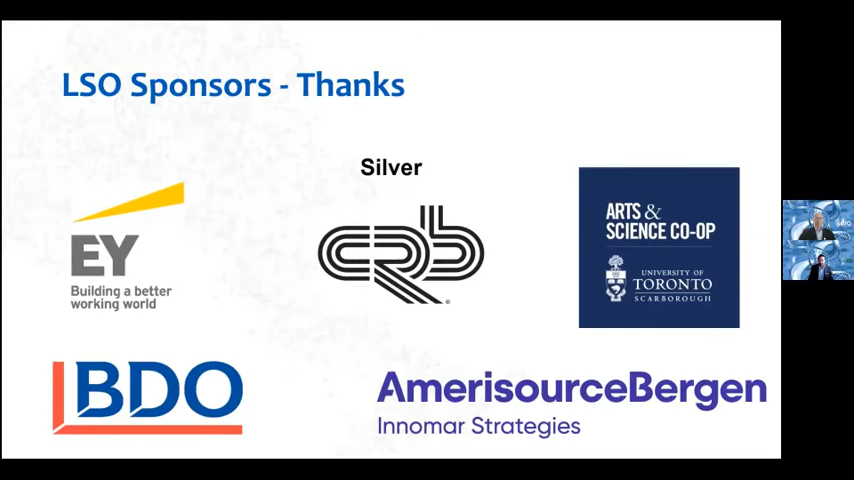 LSO Sponsors - Thanks
Silver
EY
Building a better
working world
CRB
ARTS &
SCIENCE CO-OP
UNIVERSITY OF
TORONTO
SCARBOROUGH
BDO
AmerisourceBergen
Innomar Strategies